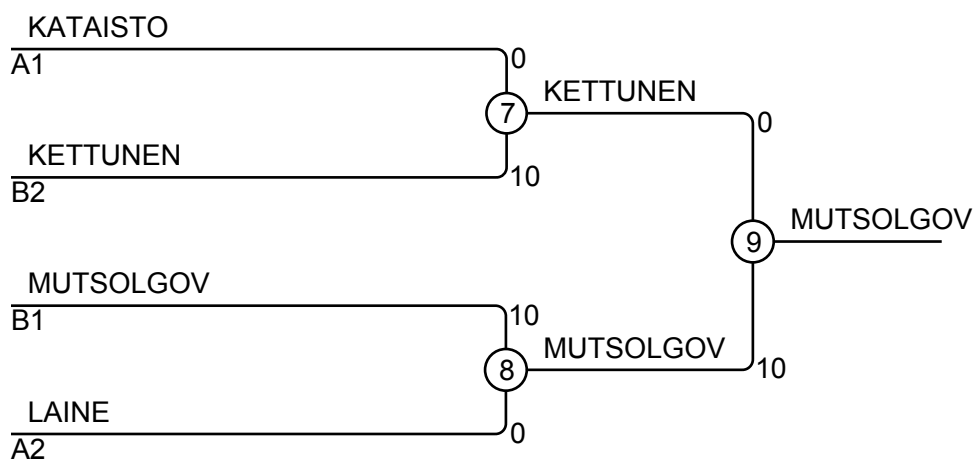 KATAISTO
A1
0
7
KETTUNEN
0
KETTUNEN
B2
10
9
MUTSOLGOV
MUTSOLGOV
B1
10
8
MUTSOLGOV
10
LAINE
A2
0